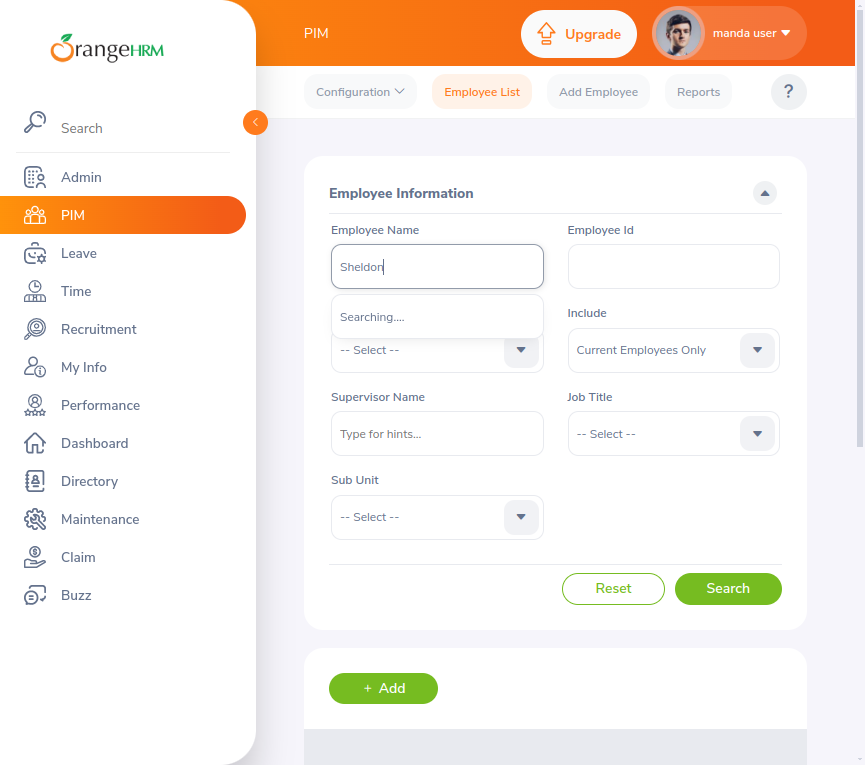 OrangeHRM
PIM
Upgrade
manda user
Search
Configuration
Employee List
Add Employee
Reports
?
Admin
PIM
Leave
Time
Recruitment
My Info
Performance
Dashboard
Directory
Maintenance
Claim
Buzz
Employee Information
Employee Name
Employee Id
Sheldon
Searching....
Include
-- Select --
Current Employees Only
Supervisor Name
Job Title
Type for hints...
-- Select --
Sub Unit
-- Select --
Reset
Search
+ Add